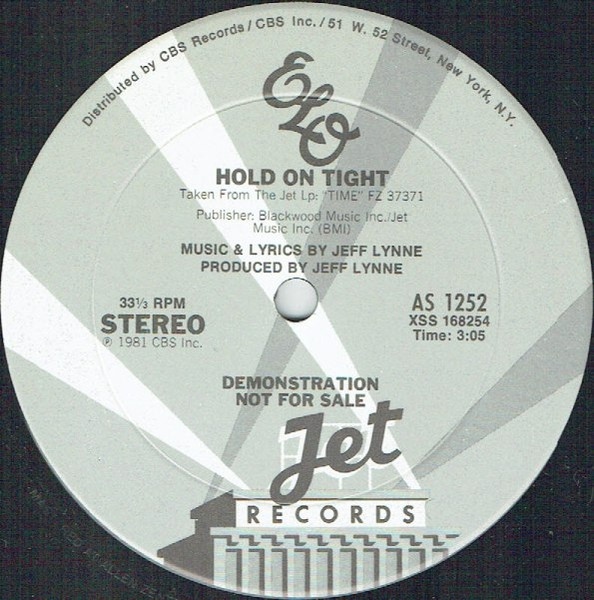 Distributed by CBS Records/CBS Inc./51 W. 52 Street, New York, N.Y.
ELO
HOLD ON TIGHT
Taken From The Jet Lp: "TIME" FZ 37371
Publisher: Blackwood Music Inc./Jet
Music Inc. (BMI)
MUSIC & LYRICS BY JEFF LYNNE
PRODUCED BY JEFF LYNNE
33⅓ RPM
STEREO
℗ 1981 CBS Inc.
AS 1252
XSS 168254
Time: 3:05
DEMONSTRATION
NOT FOR SALE
Jet
RECORDS